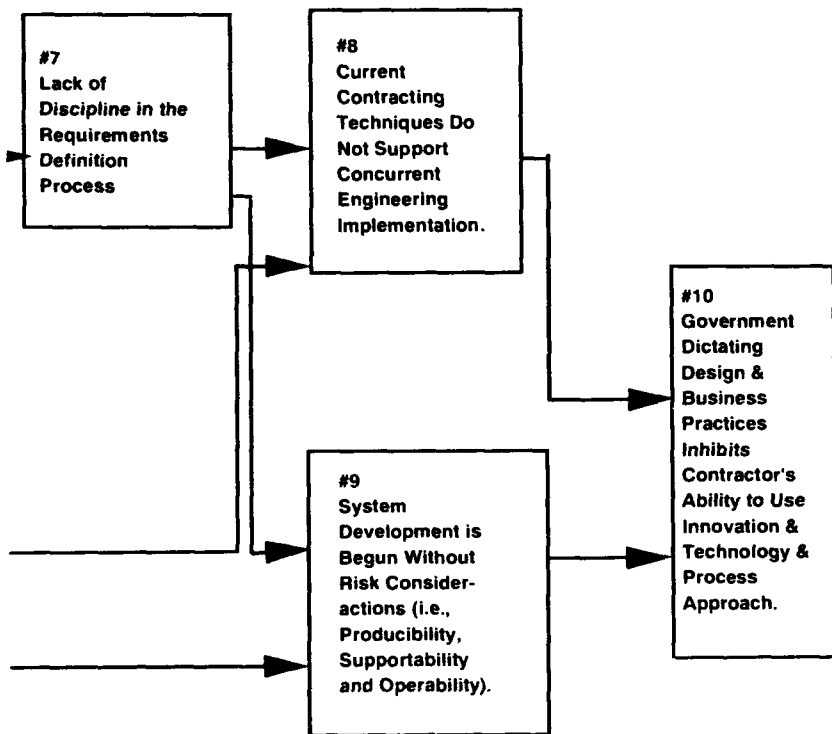 #7
Lack of
Discipline in the
Requirements
Definition
Process
#8
Current
Contracting
Techniques Do
Not Support
Concurrent
Engineering
Implementation.
#9
System
Development is
Begun Without
Risk Consider-
actions (i.e.,
Producibility,
Supportability
and Operability).
#10
Government
Dictating
Design &
Business
Practices
Inhibits
Contractor's
Ability to Use
Innovation &
Technology &
Process
Approach.